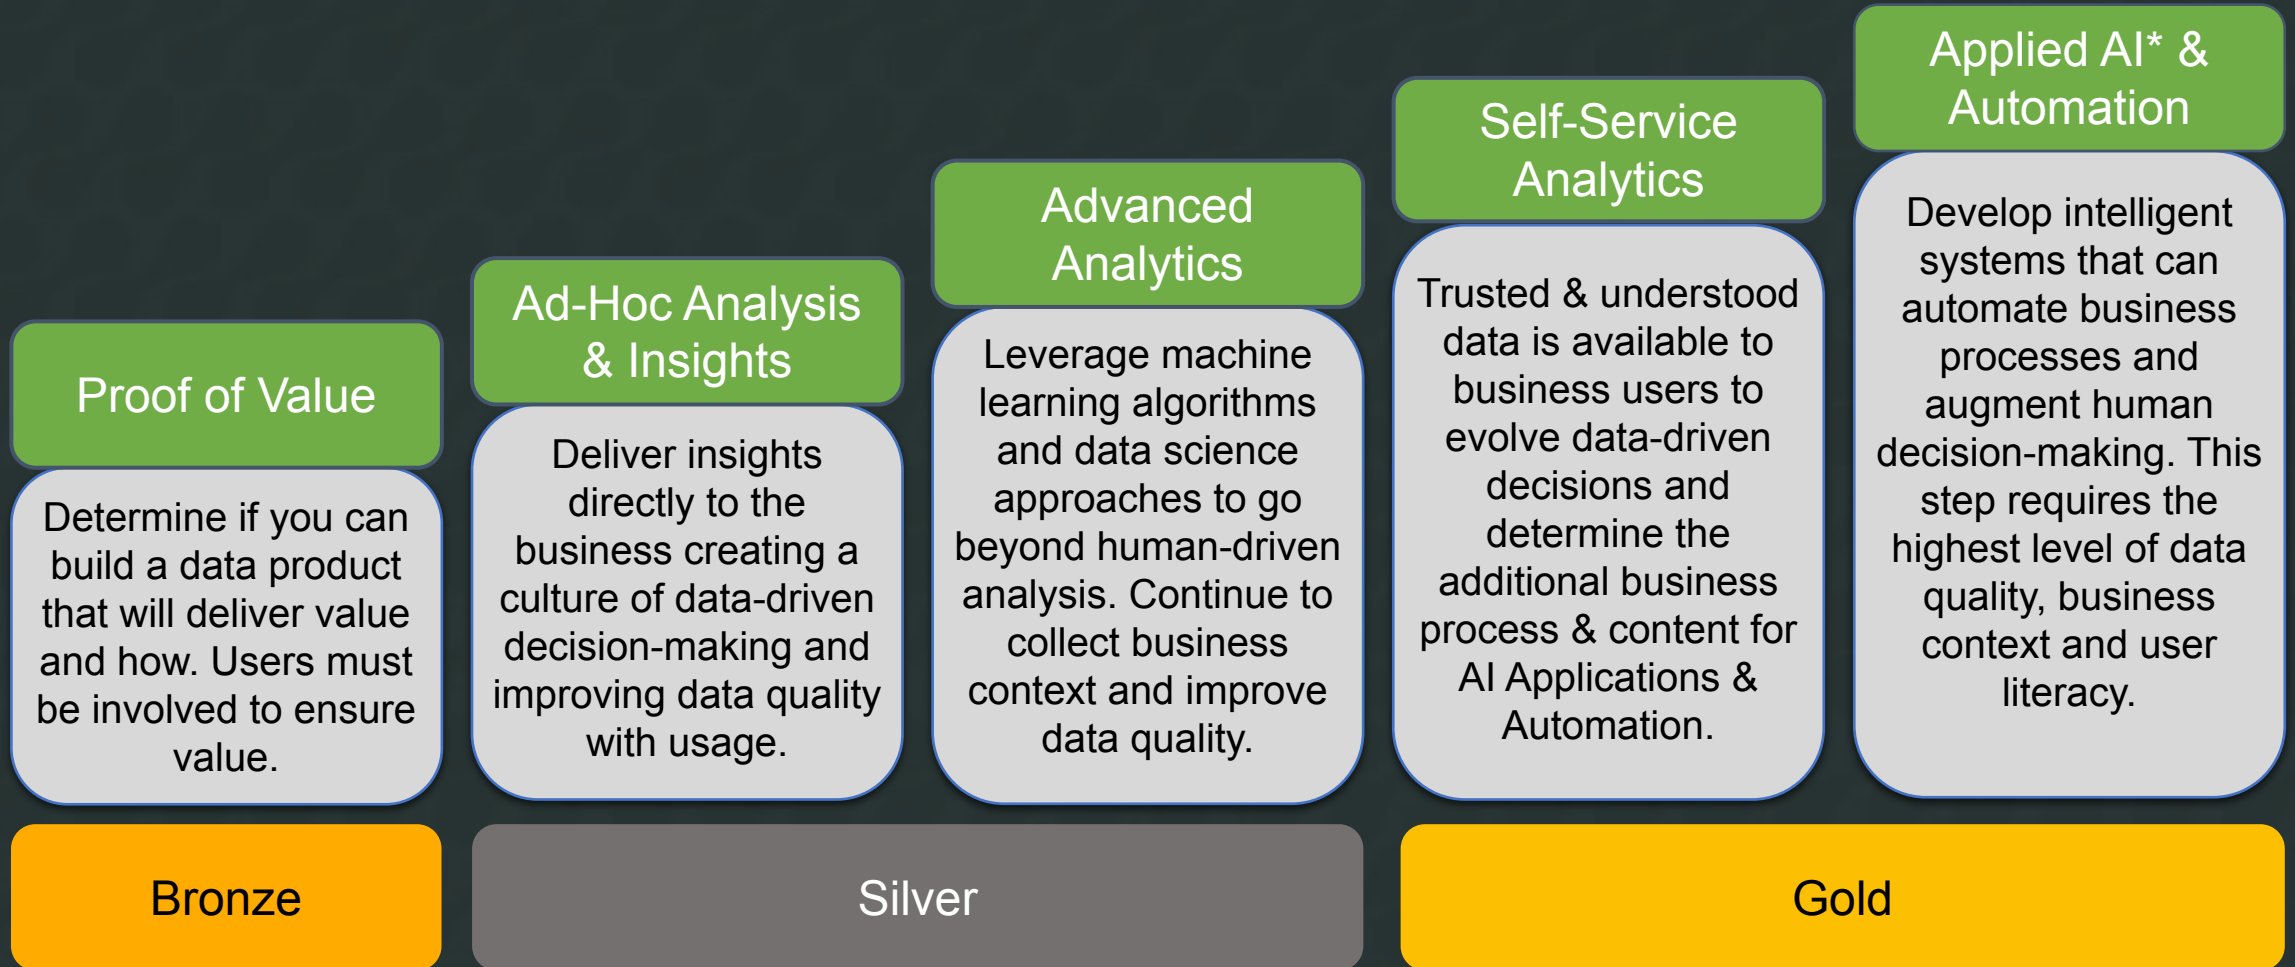 Proof of Value
Determine if you can
build a data product
that will deliver value
and how. Users must
be involved to ensure
value.
Ad-Hoc Analysis
& Insights
Deliver insights
directly to the
business creating a
culture of data-driven
decision-making and
improving data quality
with usage.
Advanced
Analytics
Leverage machine
learning algorithms
and data science
approaches to go
beyond human-driven
analysis. Continue to
collect business
context and improve
data quality.
Self-Service
Analytics
Trusted & understood
data is available to
business users to
evolve data-driven
decisions and
determine the
additional business
process & content for
AI Applications &
Automation.
Applied AI* &
Automation
Develop intelligent
systems that can
automate business
processes and
augment human
decision-making. This
step requires the
highest level of data
quality, business
context and user
literacy.
Bronze
Silver
Gold